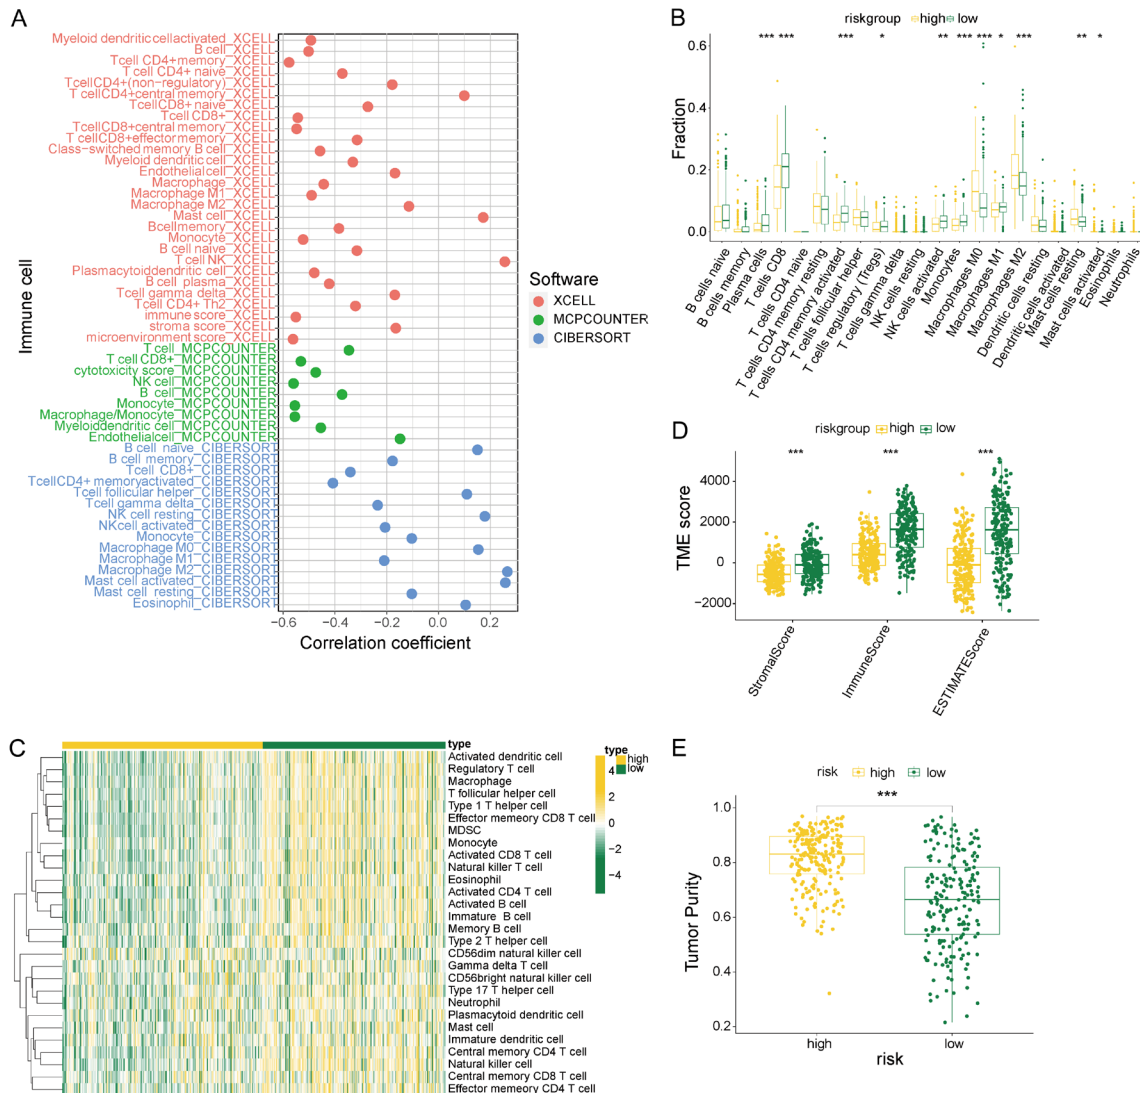 A
Immune cell
Myeloid dendritic cellactivated_XCELL
B cell_XCELL
Tcell CD4+memory_XCELL
T cell CD4+ naive_XCELL
TcellCD4+(non-regulatory)_XCELL
T cellCD4+central memory_XCELL
TcellCD8+ naive_XCELL
Tcell CD8+_XCELL
TcellCD8+central memory_XCELL
T cellCD8+effectormemory_XCELL
Class-switched memory B cell_XCELL
Myeloid dendritic cell_XCELL
Endothelialcell_XCELL
Macrophage_XCELL
Macrophage M1_XCELL
Macrophage M2_XCELL
Mast cell_XCELL
Bcellmemory_XCELL
Monocyte_XCELL
B cell naive_XCELL
T cell NK_XCELL
Plasmacytoiddendritic cell_XCELL
B cell plasma_XCELL
Tcell gamma delta_XCELL
Tcell CD4+ Th2_XCELL
immune score_XCELL
stroma score_XCELL
microenvironment score_XCELL
T cell_MCPCOUNTER
T cell CD8+_MCPCOUNTER
cytotoxicity score_MCPCOUNTER
NK cell_MCPCOUNTER
B cell_MCPCOUNTER
Monocyte_MCPCOUNTER
Macrophage/Monocyte_MCPCOUNTER
Myeloiddendritic cell_MCPCOUNTER
Endothelialcell_MCPCOUNTER
B cell naive_CIBERSORT
B cell memory_CIBERSORT
Tcell CD8+_CIBERSORT
TcellCD4+ memoryactivated_CIBERSORT
Tcell follicular helper_CIBERSORT
Tcell gamma delta_CIBERSORT
NK cell resting_CIBERSORT
NKcell activated_CIBERSORT
Monocyte_CIBERSORT
Macrophage M0_CIBERSORT
Macrophage M1_CIBERSORT
Macrophage M2_CIBERSORT
Mast cell activated_CIBERSORT
Mast cell resting_CIBERSORT
Eosinophil_CIBERSORT
−0.6 −0.4 −0.2 0.0 0.2
Correlation coefficient
Software
XCELL
MCPCOUNTER
CIBERSORT
B
riskgroup high low
*** *** *** * ** *** *** * *** ** *
Fraction
0.6
0.4
0.2
0.0
B cells naive
B cells memory
Plasma cells
T cells CD8
T cells CD4 naive
T cells CD4 memory resting
T cells CD4 memory activated
T cells follicular helper
T cells regulatory (Tregs)
T cells gamma delta
NK cells resting
NK cells activated
Monocytes
Macrophages M0
Macrophages M1
Macrophages M2
Dendritic cells resting
Dendritic cells activated
Mast cells resting
Mast cells activated
Eosinophils
Neutrophils
D
riskgroup high low
*** *** ***
TME score
4000
2000
0
−2000
StromalScore
ImmuneScore
ESTIMATEScore
C
type
Activated dendritic cell
Regulatory T cell
Macrophage
T follicular helper cell
Type 1 T helper cell
Effector memeory CD8 T cell
MDSC
Monocyte
Activated CD8 T cell
Natural killer T cell
Eosinophil
Activated CD4 T cell
Activated B cell
Immature B cell
Memory B cell
Type 2 T helper cell
CD56dim natural killer cell
Gamma delta T cell
CD56bright natural killer cell
Type 17 T helper cell
Neutrophil
Plasmacytoid dendritic cell
Mast cell
Immature dendritic cell
Central memory CD4 T cell
Natural killer cell
Central memory CD8 T cell
Effector memeory CD4 T cell
type
high
low
4
2
0
−2
−4
E
risk high low
***
Tumor Purity
1.0
0.8
0.6
0.4
0.2
high low
risk